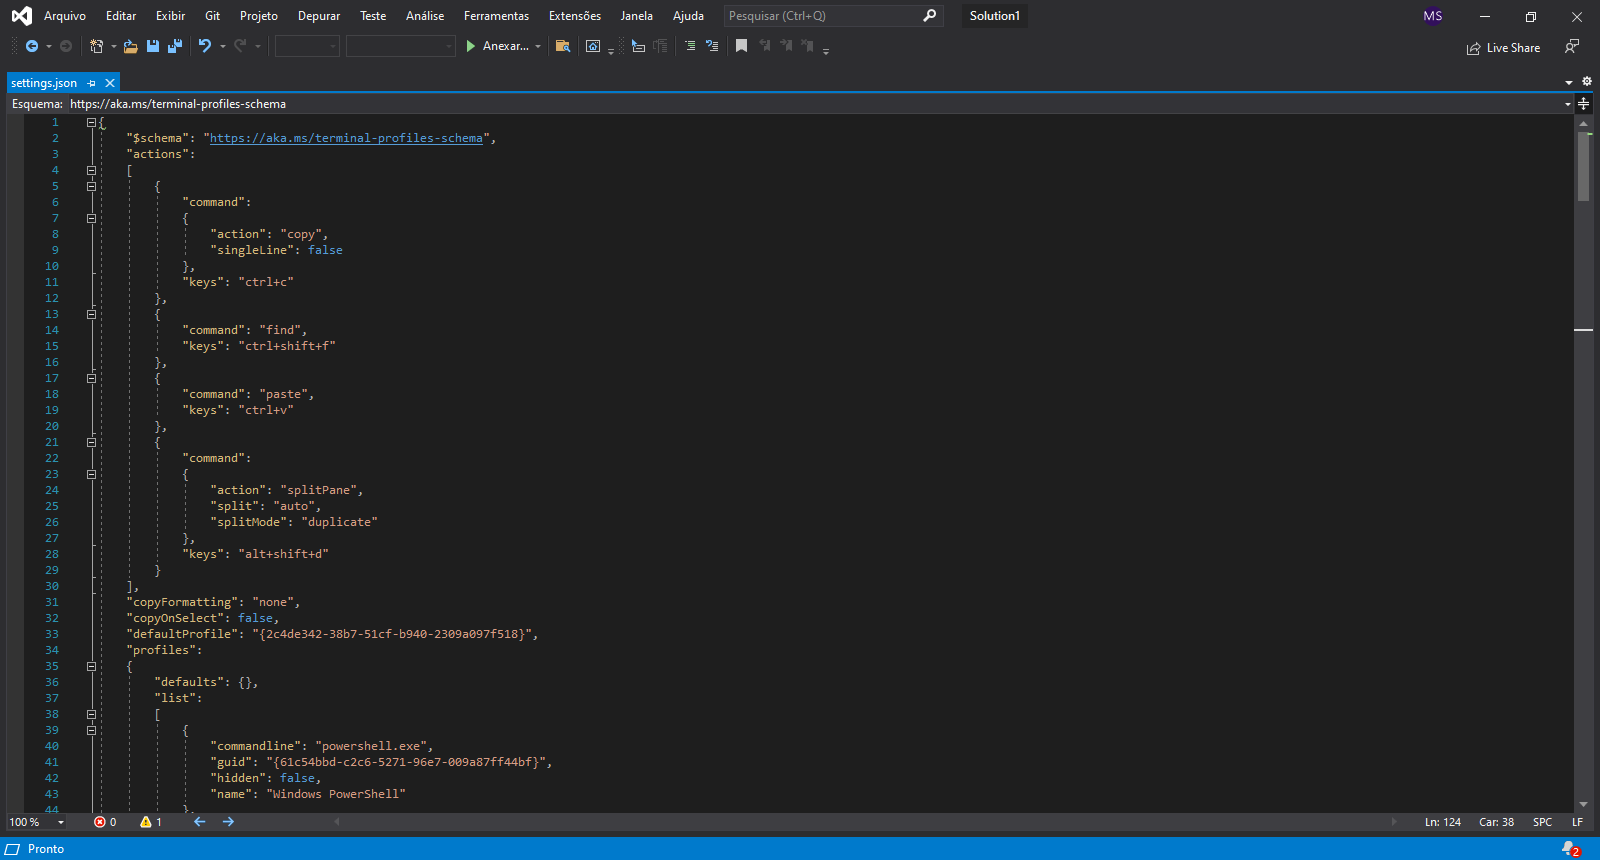 Arquivo Editar Exibir Git Projeto Depurar Teste Análise Ferramentas Extensões Janela Ajuda Pesquisar (Ctrl+Q) Solution1 MS
Anexar... Live Share
settings.json
Esquema: https://aka.ms/terminal-profiles-schema
1 {
2 "$schema": "https://aka.ms/terminal-profiles-schema",
3 "actions":
4 [
5 {
6 "command":
7 {
8 "action": "copy",
9 "singleLine": false
10 },
11 "keys": "ctrl+c"
12 },
13 {
14 "command": "find",
15 "keys": "ctrl+shift+f"
16 },
17 {
18 "command": "paste",
19 "keys": "ctrl+v"
20 },
21 {
22 "command":
23 {
24 "action": "splitPane",
25 "split": "auto",
26 "splitMode": "duplicate"
27 },
28 "keys": "alt+shift+d"
29 }
30 ],
31 "copyFormatting": "none",
32 "copyOnSelect": false,
33 "defaultProfile": "{2c4de342-38b7-51cf-b940-2309a097f518}",
34 "profiles":
35 {
36 "defaults": {},
37 "list":
38 [
39 {
40 "commandline": "powershell.exe",
41 "guid": "{61c54bbd-c2c6-5271-96e7-009a87ff44bf}",
42 "hidden": false,
43 "name": "Windows PowerShell"
44 },
100 % 0 1 Ln: 124 Car: 38 SPC LF
Pronto 2